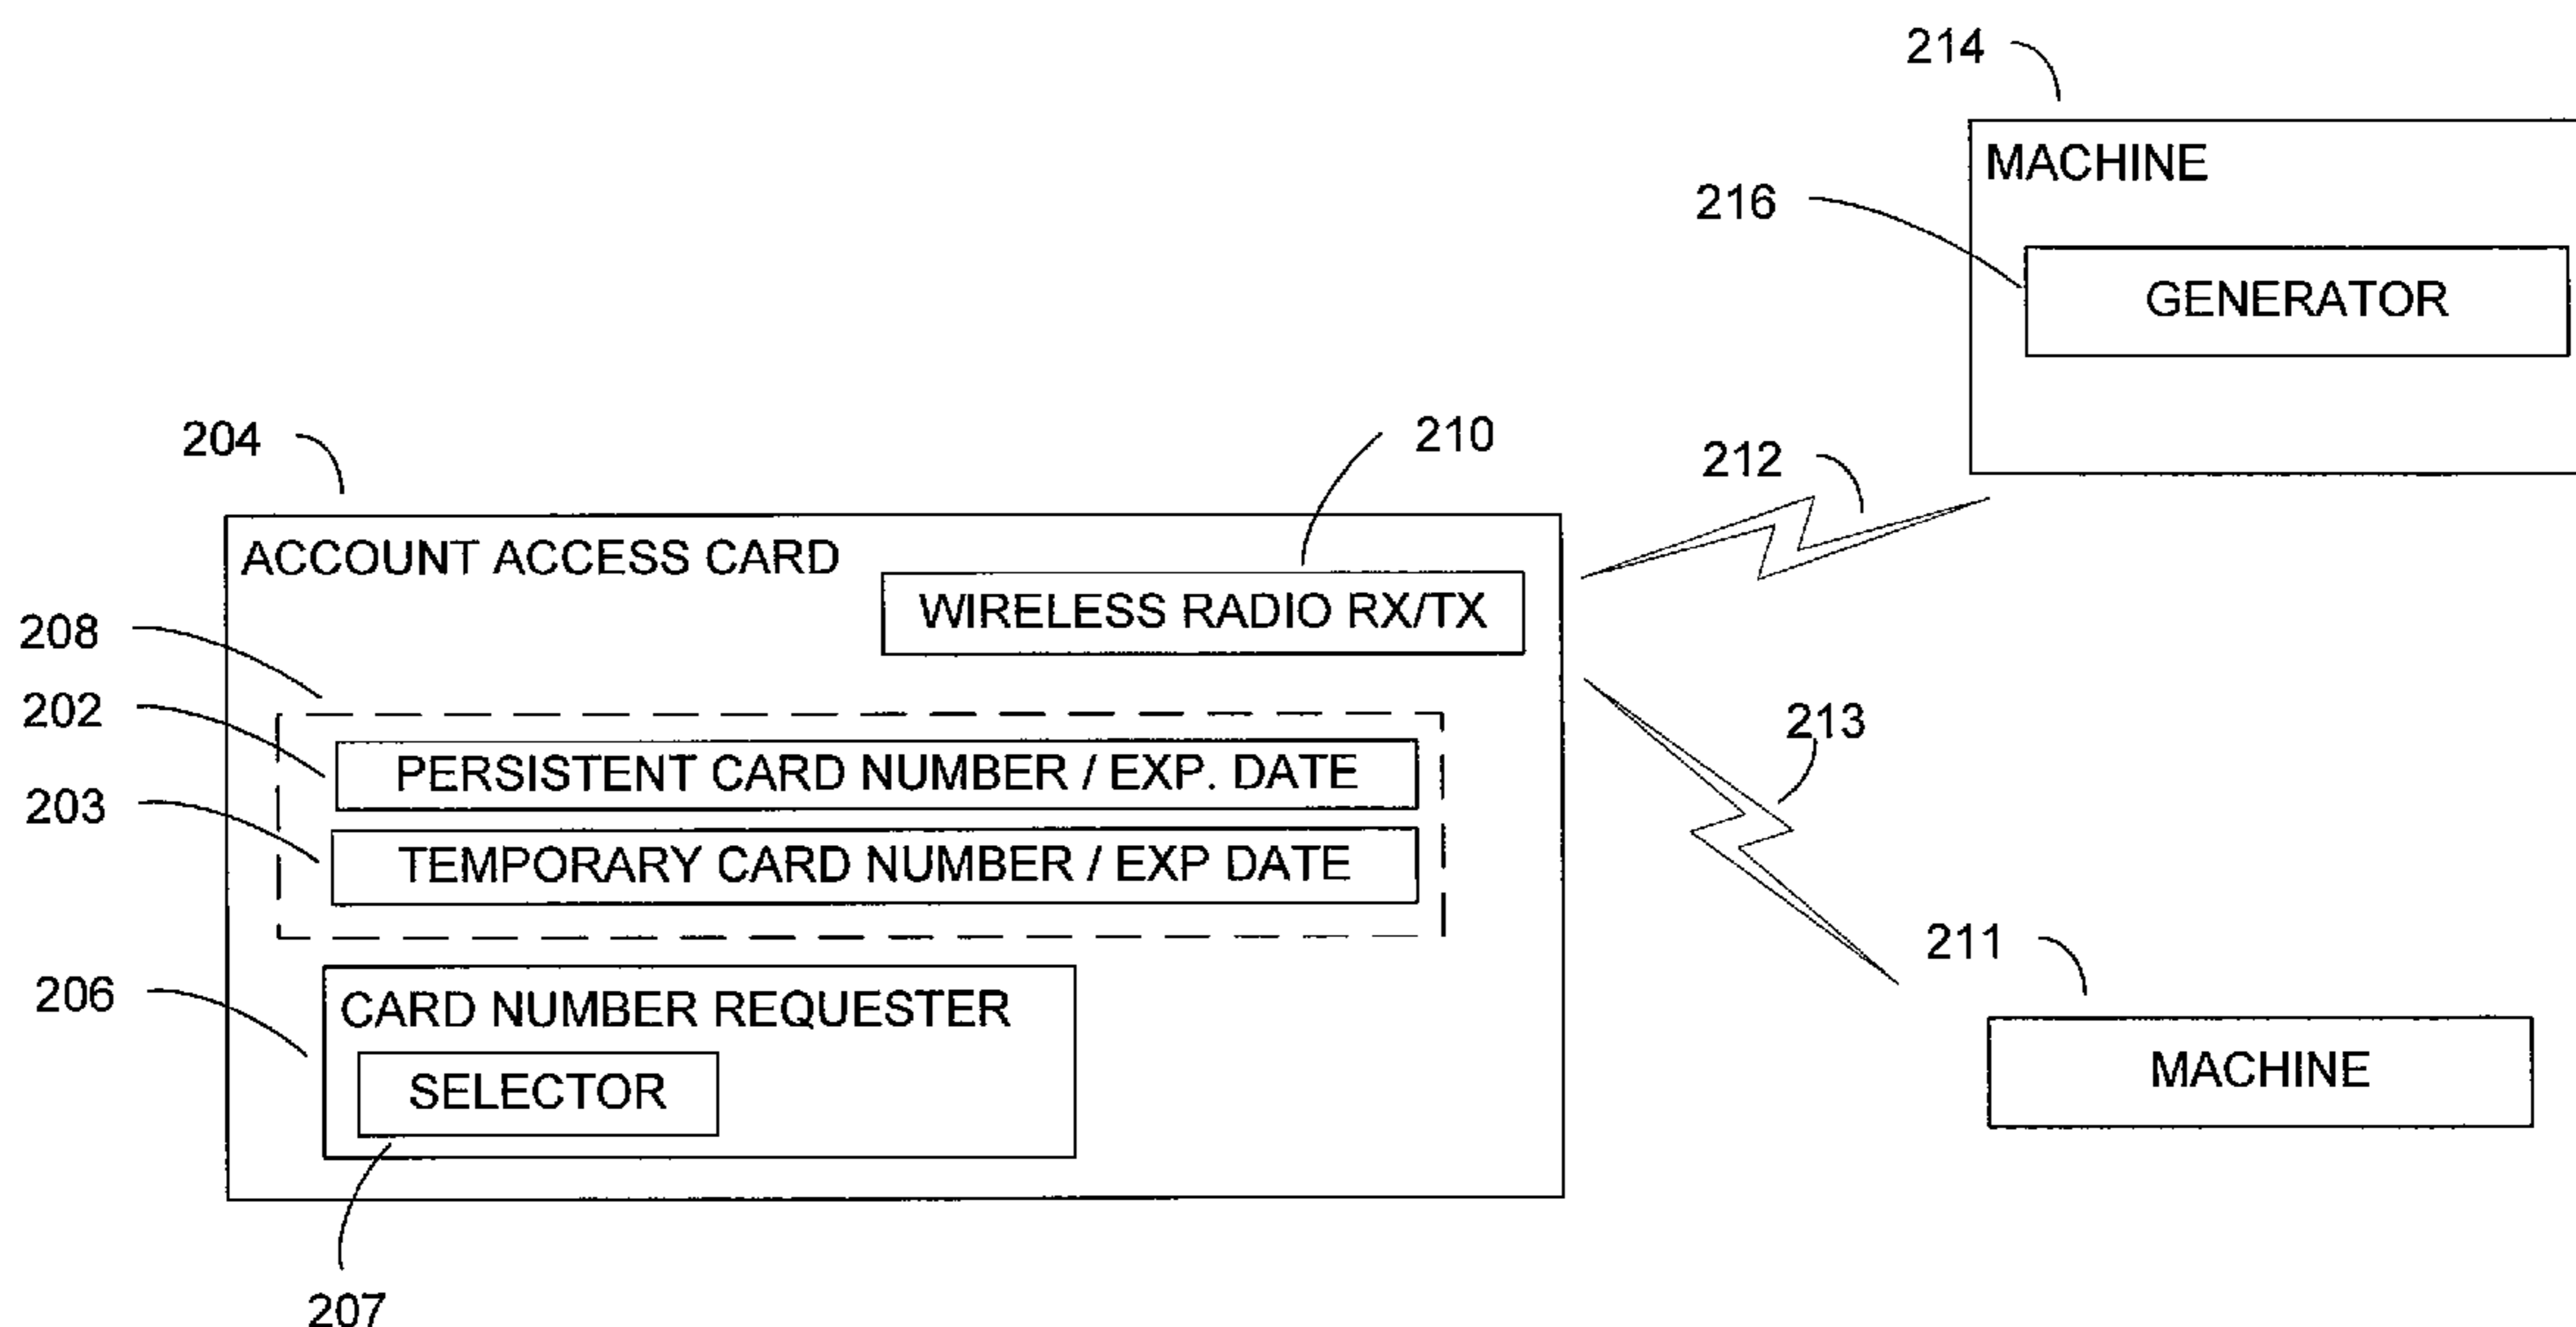 214
MACHINE
216
GENERATOR
204
210
212
ACCOUNT ACCESS CARD
WIRELESS RADIO RX/TX
208
202
PERSISTENT CARD NUMBER / EXP. DATE
213
203
TEMPORARY CARD NUMBER / EXP DATE
211
206
CARD NUMBER REQUESTER
MACHINE
SELECTOR
207